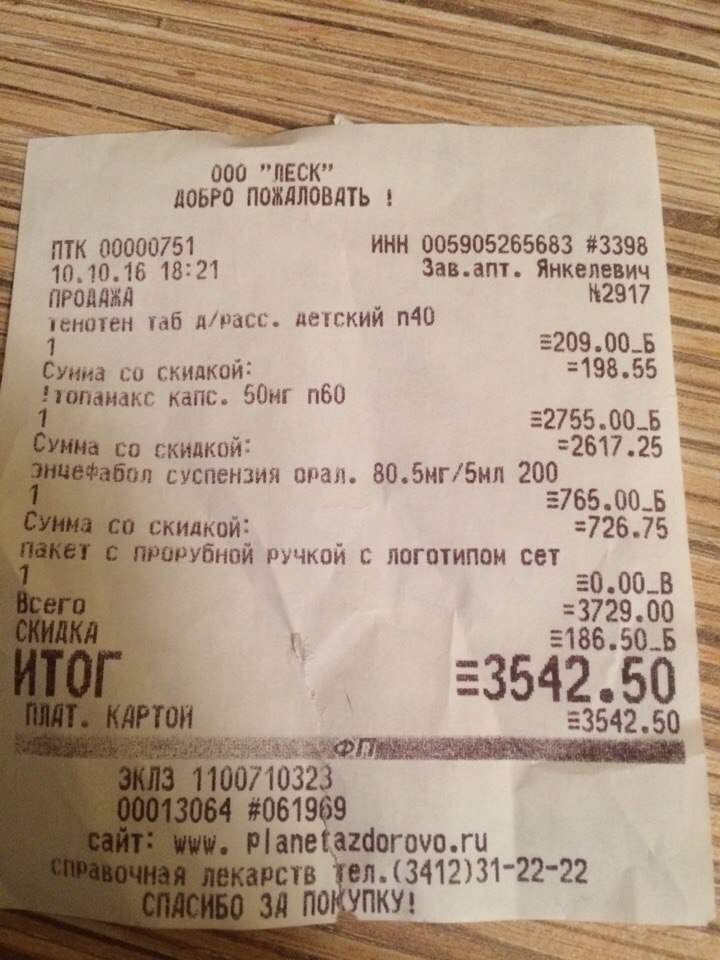 ООО "ЛЕСК"
ДОБРО ПОЖАЛОВАТЬ !
ПТК 00000751 ИНН 005905265683 #3398
10.10.16 18:21 Зав.апт. Янкелевич
ПРОДАЖА №2917
тенотен таб д/расс. детский п40
1 ≡209.00_Б
Сумма со скидкой: =198.55
!топамакс капс. 50мг п60
1 ≡2755.00_Б
Сумма со скидкой: =2617.25
энцефабол суспензия орал. 80.5мг/5мл 200
1 ≡765.00_Б
Сумма со скидкой: =726.75
пакет с прорубной ручкой с логотипом сет
1 ≡0.00_В
Всего =3729.00
СКИДКА ≡186.50_Б
ИТОГ ≡3542.50
ПЛАТ. КАРТОЙ ≡3542.50
ФП
ЭКЛЗ 1100710323
00013064 #061969
сайт: www. planetazdorovo.ru
справочная лекарств тел.(3412)31-22-22
СПАСИБО ЗА ПОКУПКУ!